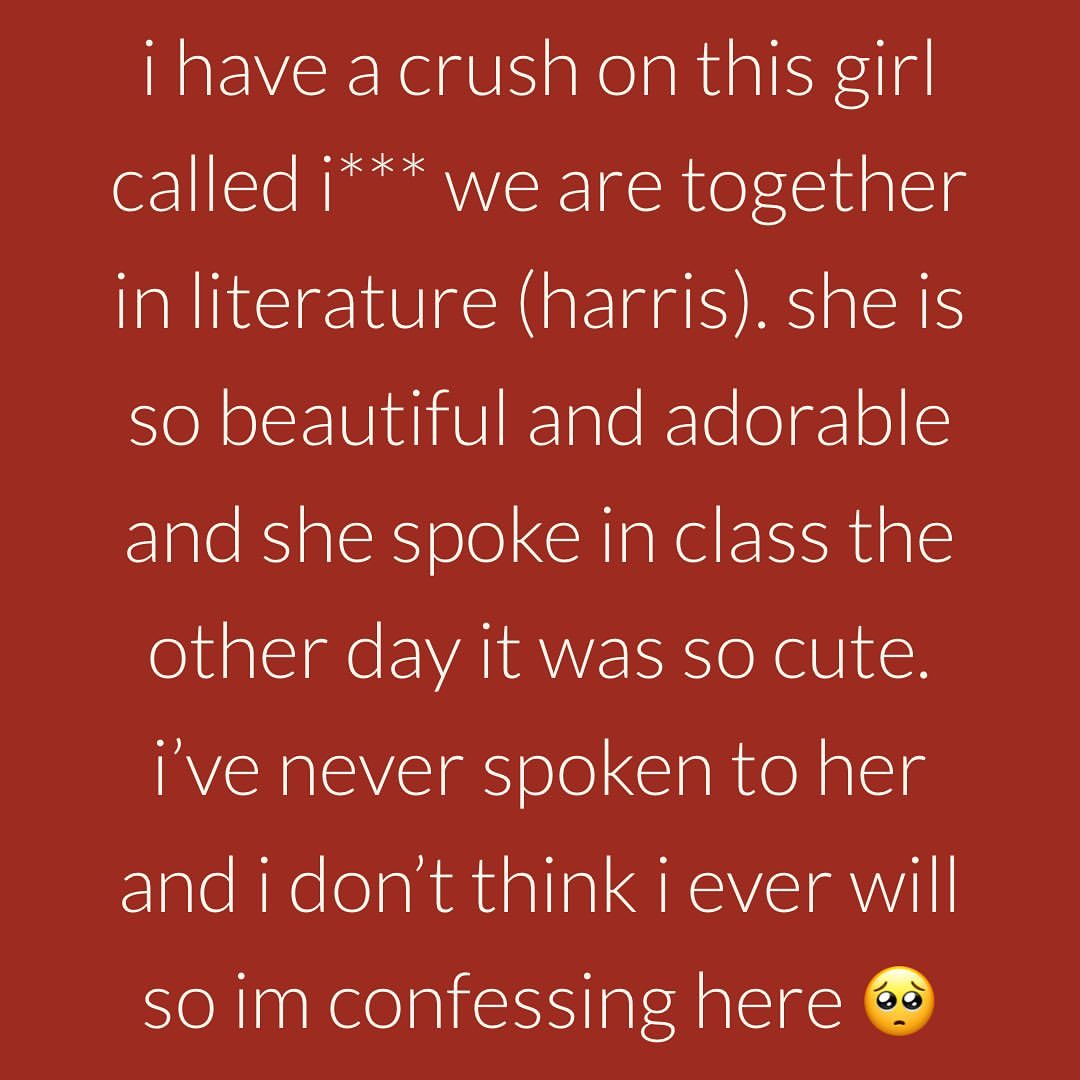 i have a crush on this girl
called i*** we are together
in literature (harris). she is
so beautiful and adorable
and she spoke in class the
other day it was so cute.
i’ve never spoken to her
and i don’t think i ever will
so im confessing here 🥺